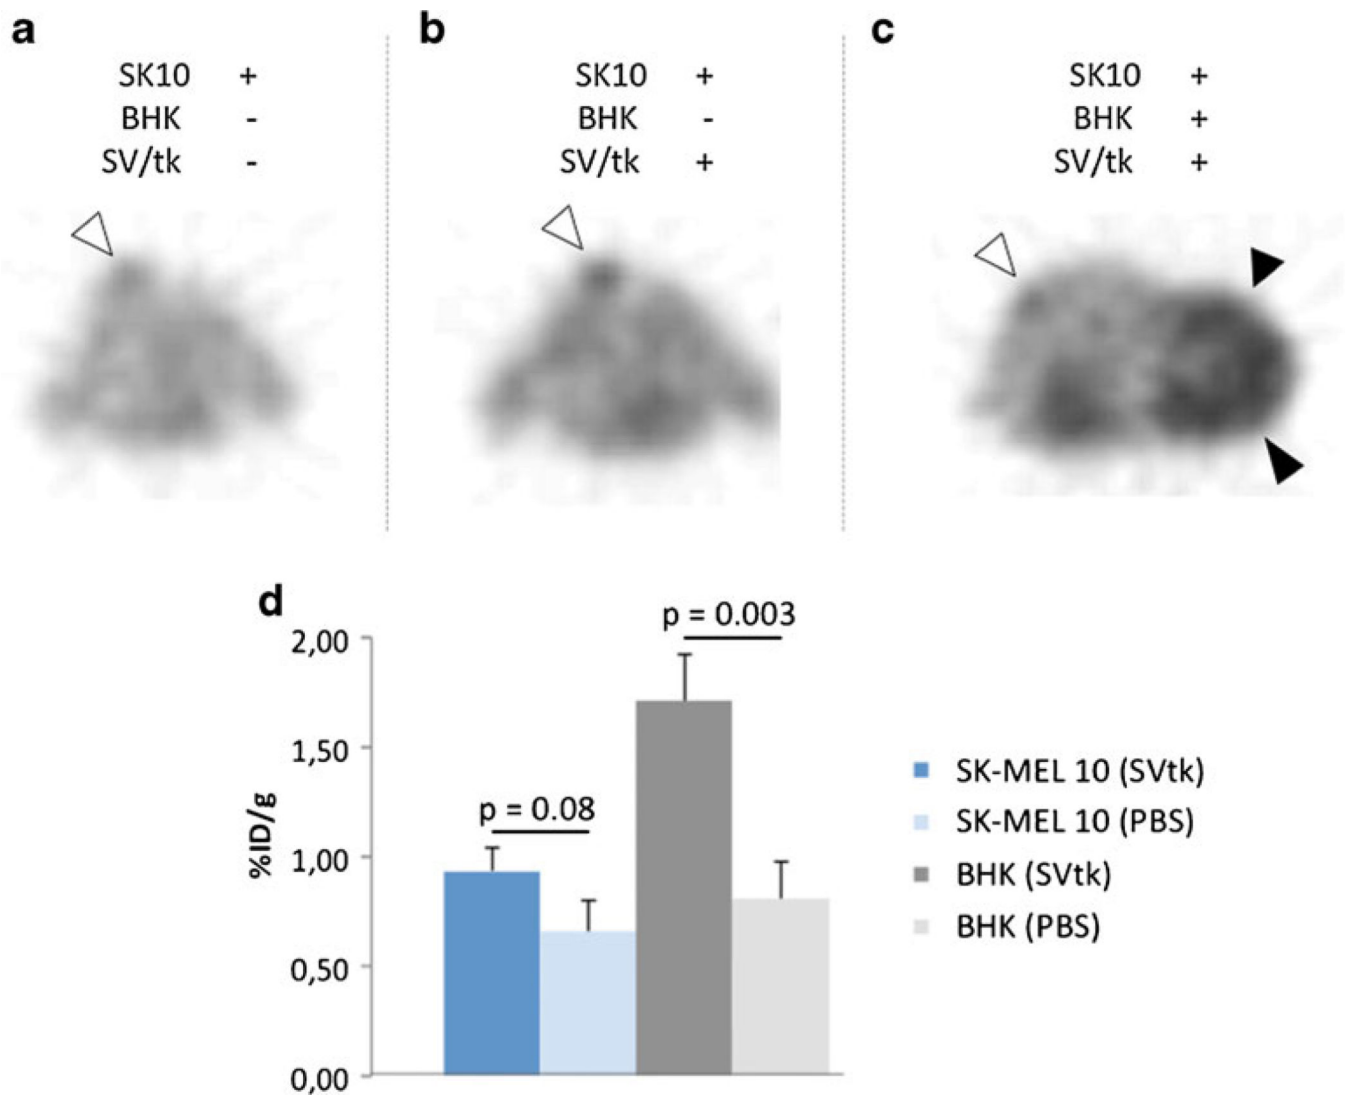 a
SK10 +
BHK -
SV/tk -
b
SK10 +
BHK -
SV/tk +
c
SK10 +
BHK +
SV/tk +
d
%ID/g
2,00
1,50
1,00
0,50
0,00
p = 0.08
p = 0.003
SK-MEL 10 (SVtk)
SK-MEL 10 (PBS)
BHK (SVtk)
BHK (PBS)